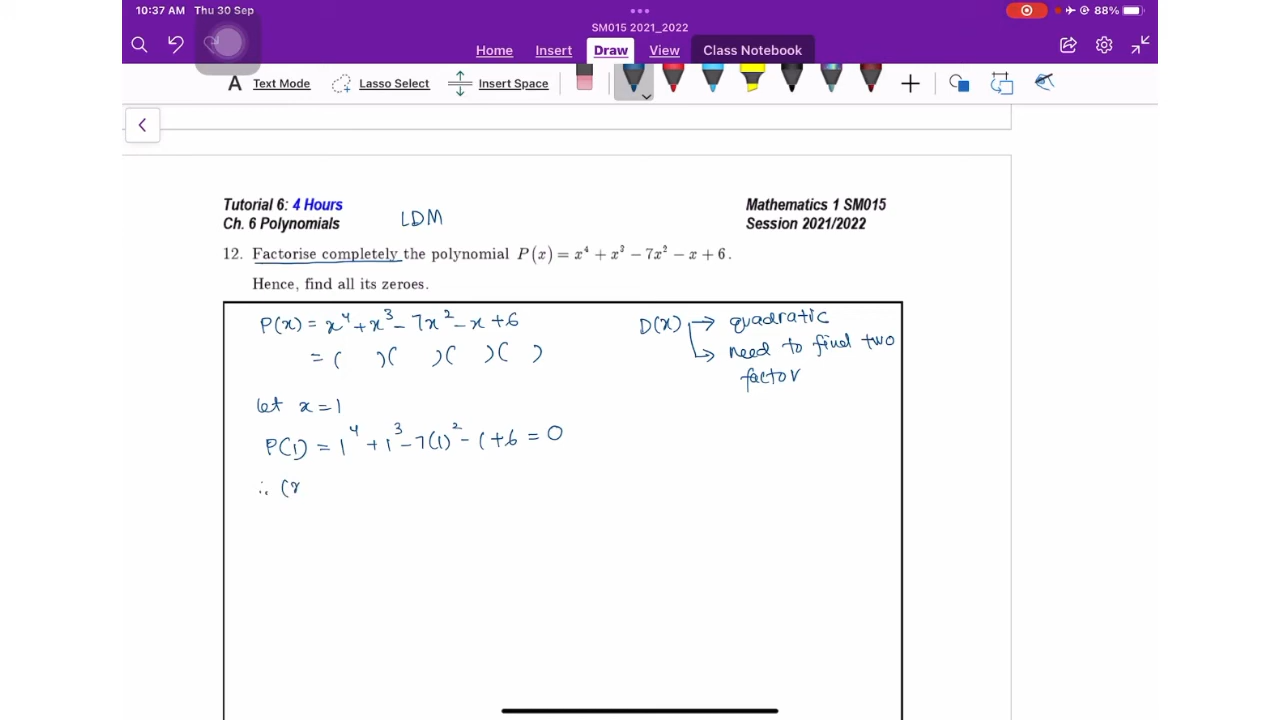 10:37 AM Thu 30 Sep
88%
SM015 2021_2022
Home Insert Draw View Class Notebook
A Text Mode Lasso Select Insert Space
Tutorial 6: 4 Hours
Ch. 6 Polynomials
LDM
Mathematics 1 SM015
Session 2021/2022
12. Factorise completely the polynomial P(x) = x⁴ + x³ − 7x² − x + 6.
Hence, find all its zeroes.
P(x) = x⁴ + x³ − 7x² − x + 6
= ( )( )( )( )
D(x) → quadratic
↳ need to find two
factor
let x = 1
P(1) = 1⁴ + 1³ − 7(1)² − 1 + 6 = 0
∴ (x